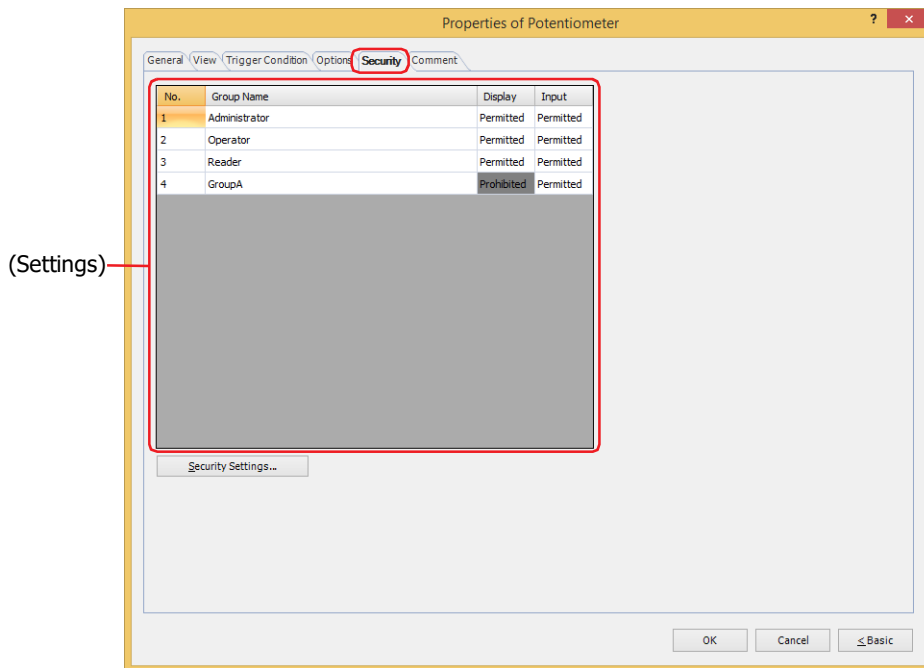 Properties of Potentiometer ? ×
General View Trigger Condition Options Security Comment
No. Group Name Display Input
1 Administrator Permitted Permitted
2 Operator Permitted Permitted
3 Reader Permitted Permitted
4 GroupA Prohibited Permitted
(Settings)
Security Settings...
OK Cancel < Basic